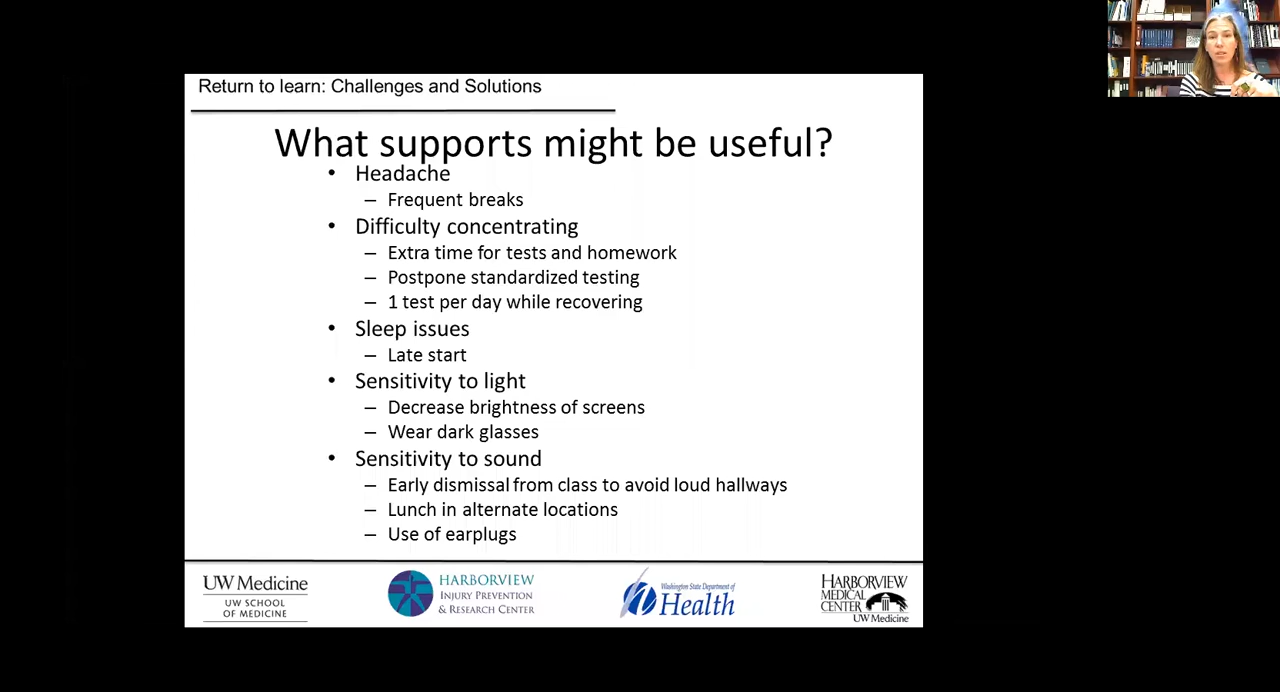 Return to learn: Challenges and Solutions
What supports might be useful?
• Headache
– Frequent breaks
• Difficulty concentrating
– Extra time for tests and homework
– Postpone standardized testing
– 1 test per day while recovering
• Sleep issues
– Late start
• Sensitivity to light
– Decrease brightness of screens
– Wear dark glasses
• Sensitivity to sound
– Early dismissal from class to avoid loud hallways
– Lunch in alternate locations
– Use of earplugs
UW Medicine
UW SCHOOL
OF MEDICINE
HARBORVIEW
INJURY PREVENTION
& RESEARCH CENTER
Washington State Department of
Health
HARBORVIEW
MEDICAL
CENTER
UW Medicine